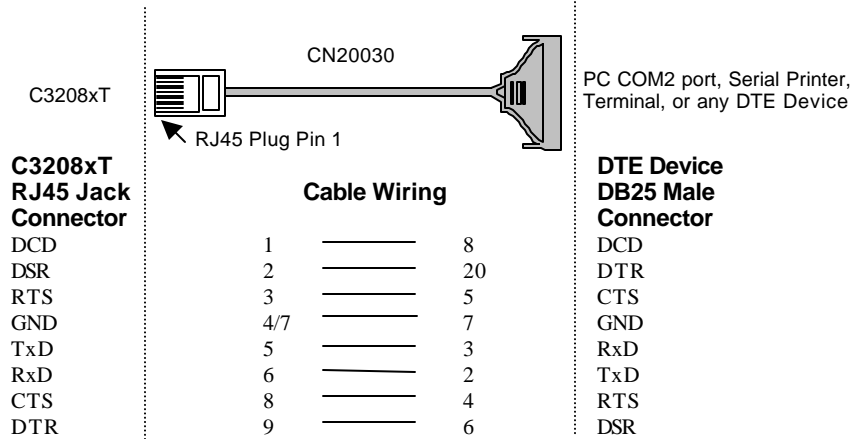 CN20030
C3208xT
PC COM2 port, Serial Printer,
Terminal, or any DTE Device
RJ45 Plug Pin 1
C3208xT
RJ45 Jack
Connector
Cable Wiring
DTE Device
DB25 Male
Connector
DCD 1 8 DCD
DSR 2 20 DTR
RTS 3 5 CTS
GND 4/7 7 GND
TxD 5 3 RxD
RxD 6 2 TxD
CTS 8 4 RTS
DTR 9 6 DSR